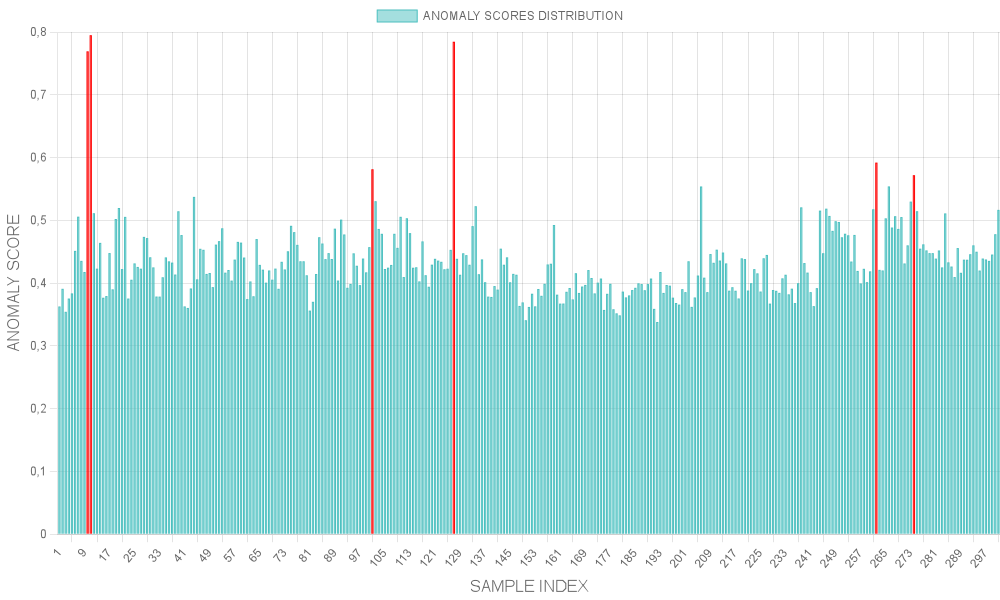 ANOMALY SCORES DISTRIBUTION
0,8
0,7
0,6
0,5
0,4
0,3
0,2
0,1
0
ANOMALY SCORE
1 9 17 25 33 41 49 57 65 73 81 89 97 105 113 121 129 137 145 153 161 169 177 185 193 201 209 217 225 233 241 249 257 265 273 281 289 297
SAMPLE INDEX